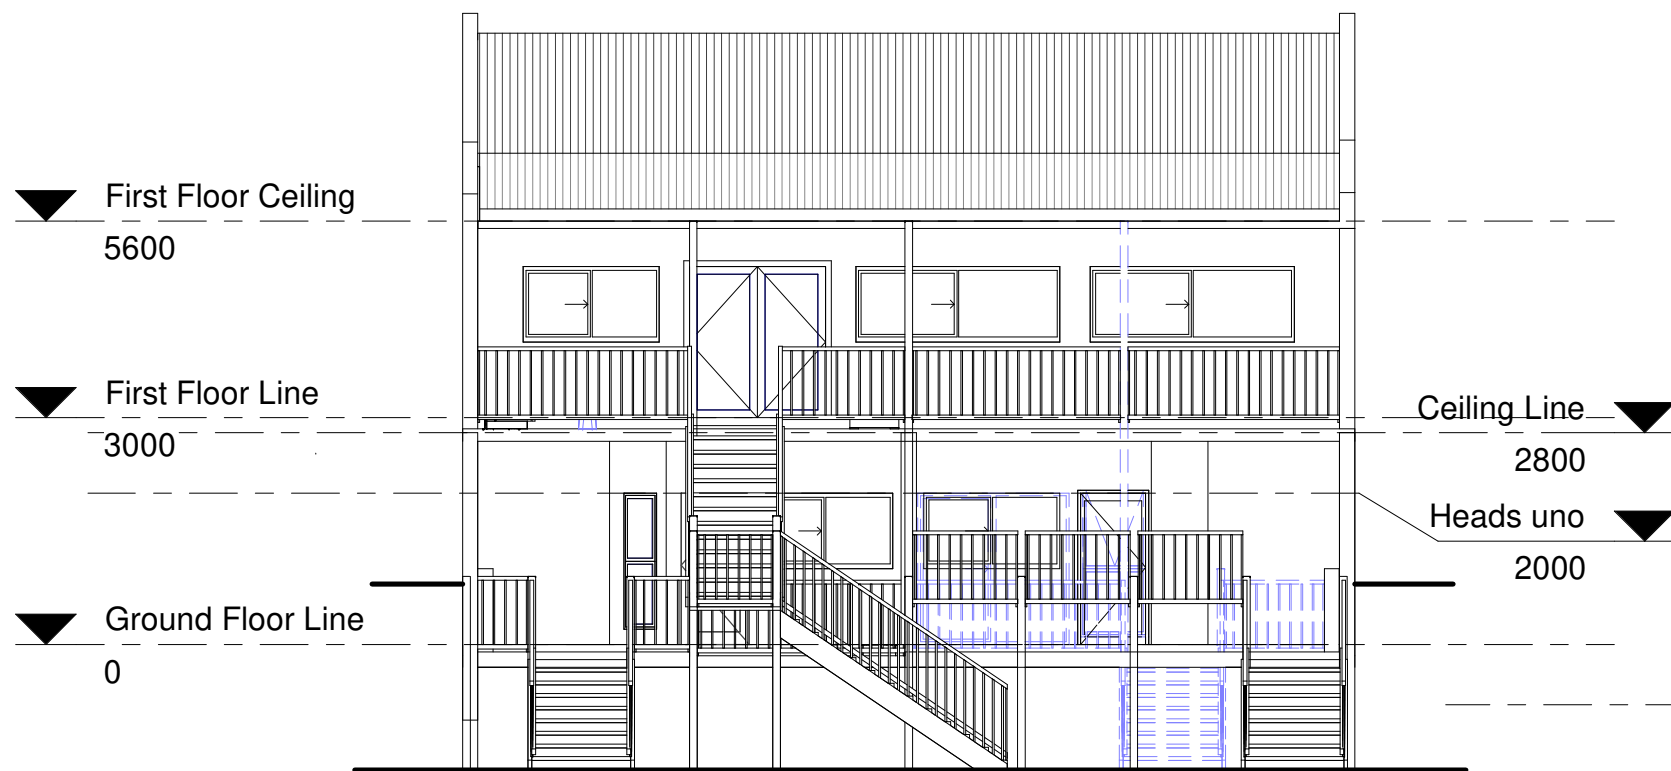 First Floor Ceiling
5600
First Floor Line
3000
Ceiling Line
2800
Heads uno
2000
Ground Floor Line
0